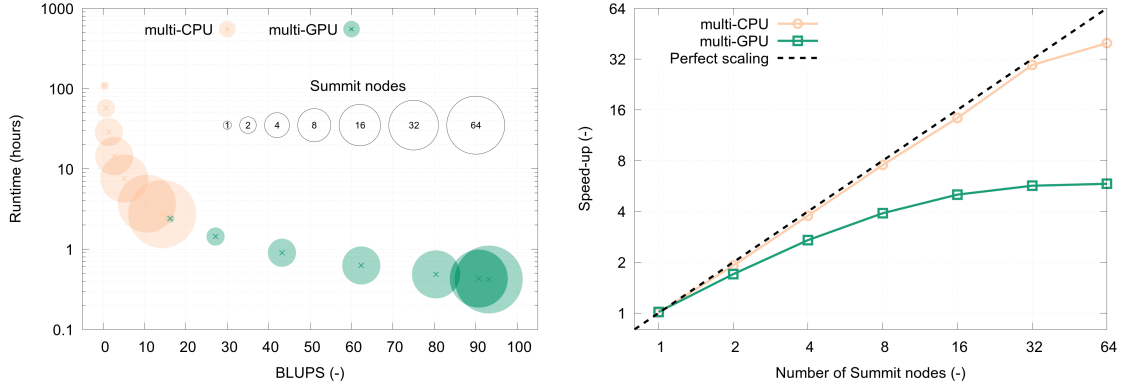 multi-CPU
multi-GPU
Summit nodes
1 2 4 8 16 32 64
Runtime (hours)
1000
100
10
1
0.1
0 10 20 30 40 50 60 70 80 90 100
BLUPS (-)
multi-CPU
multi-GPU
Perfect scaling
Speed-up (-)
64
32
16
8
4
2
1
1 2 4 8 16 32 64
Number of Summit nodes (-)